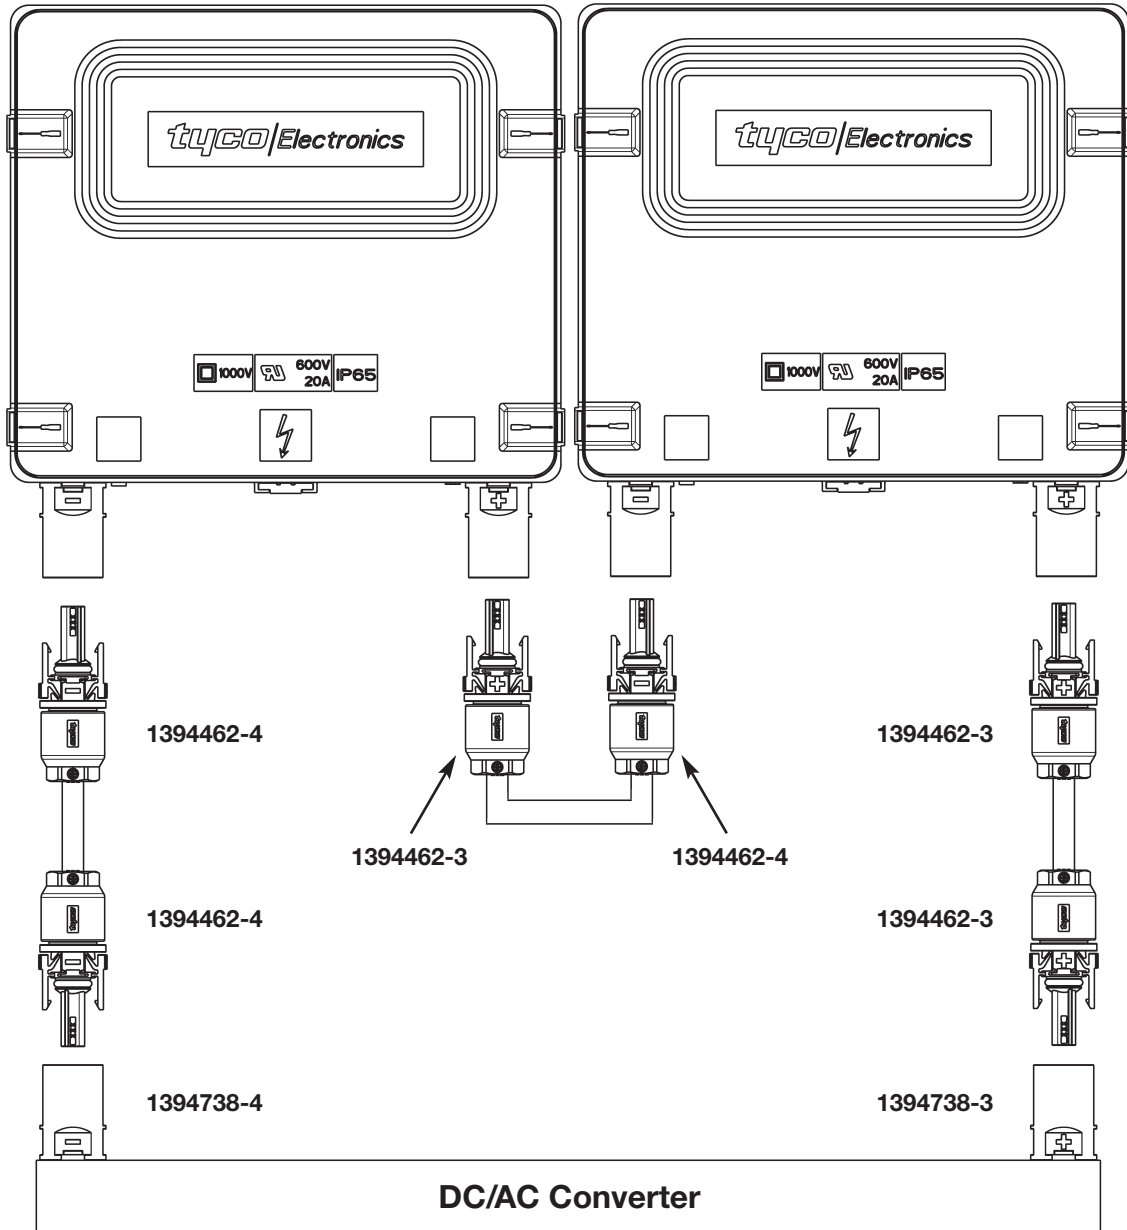 tyco/Electronics
tyco/Electronics
1000V
600V
20A
IP65
1000V
600V
20A
IP65
- + - +
1394462-4
1394462-3
1394462-3
1394462-4
1394462-4
1394462-3
1394738-4
1394738-3
DC/AC Converter